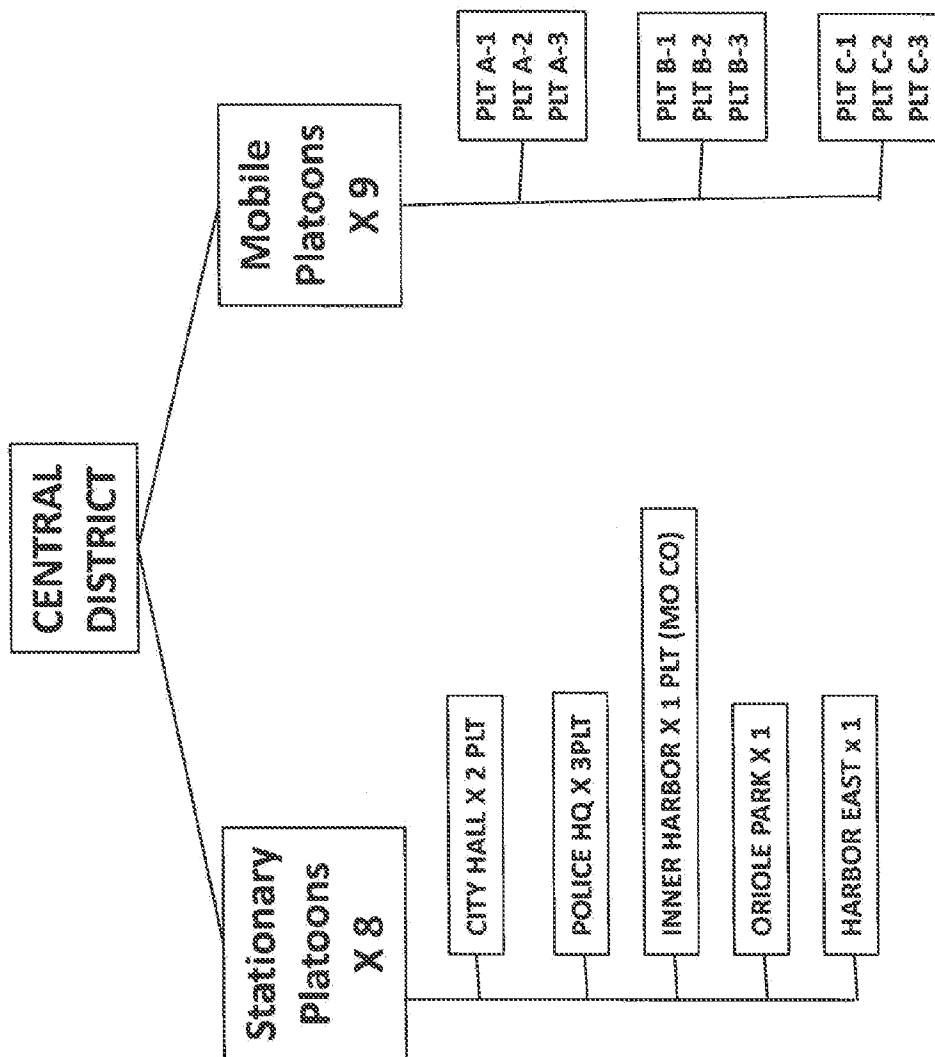 CENTRAL
DISTRICT
Stationary
Platoons
X 8
CITY HALL X 2 PLT
POLICE HQ X 3PLT
INNER HARBOR X 1 PLT (MO CO)
ORIOLE PARK X 1
HARBOR EAST x 1
Mobile
Platoons
X 9
PLT A-1
PLT A-2
PLT A-3
PLT B-1
PLT B-2
PLT B-3
PLT C-1
PLT C-2
PLT C-3